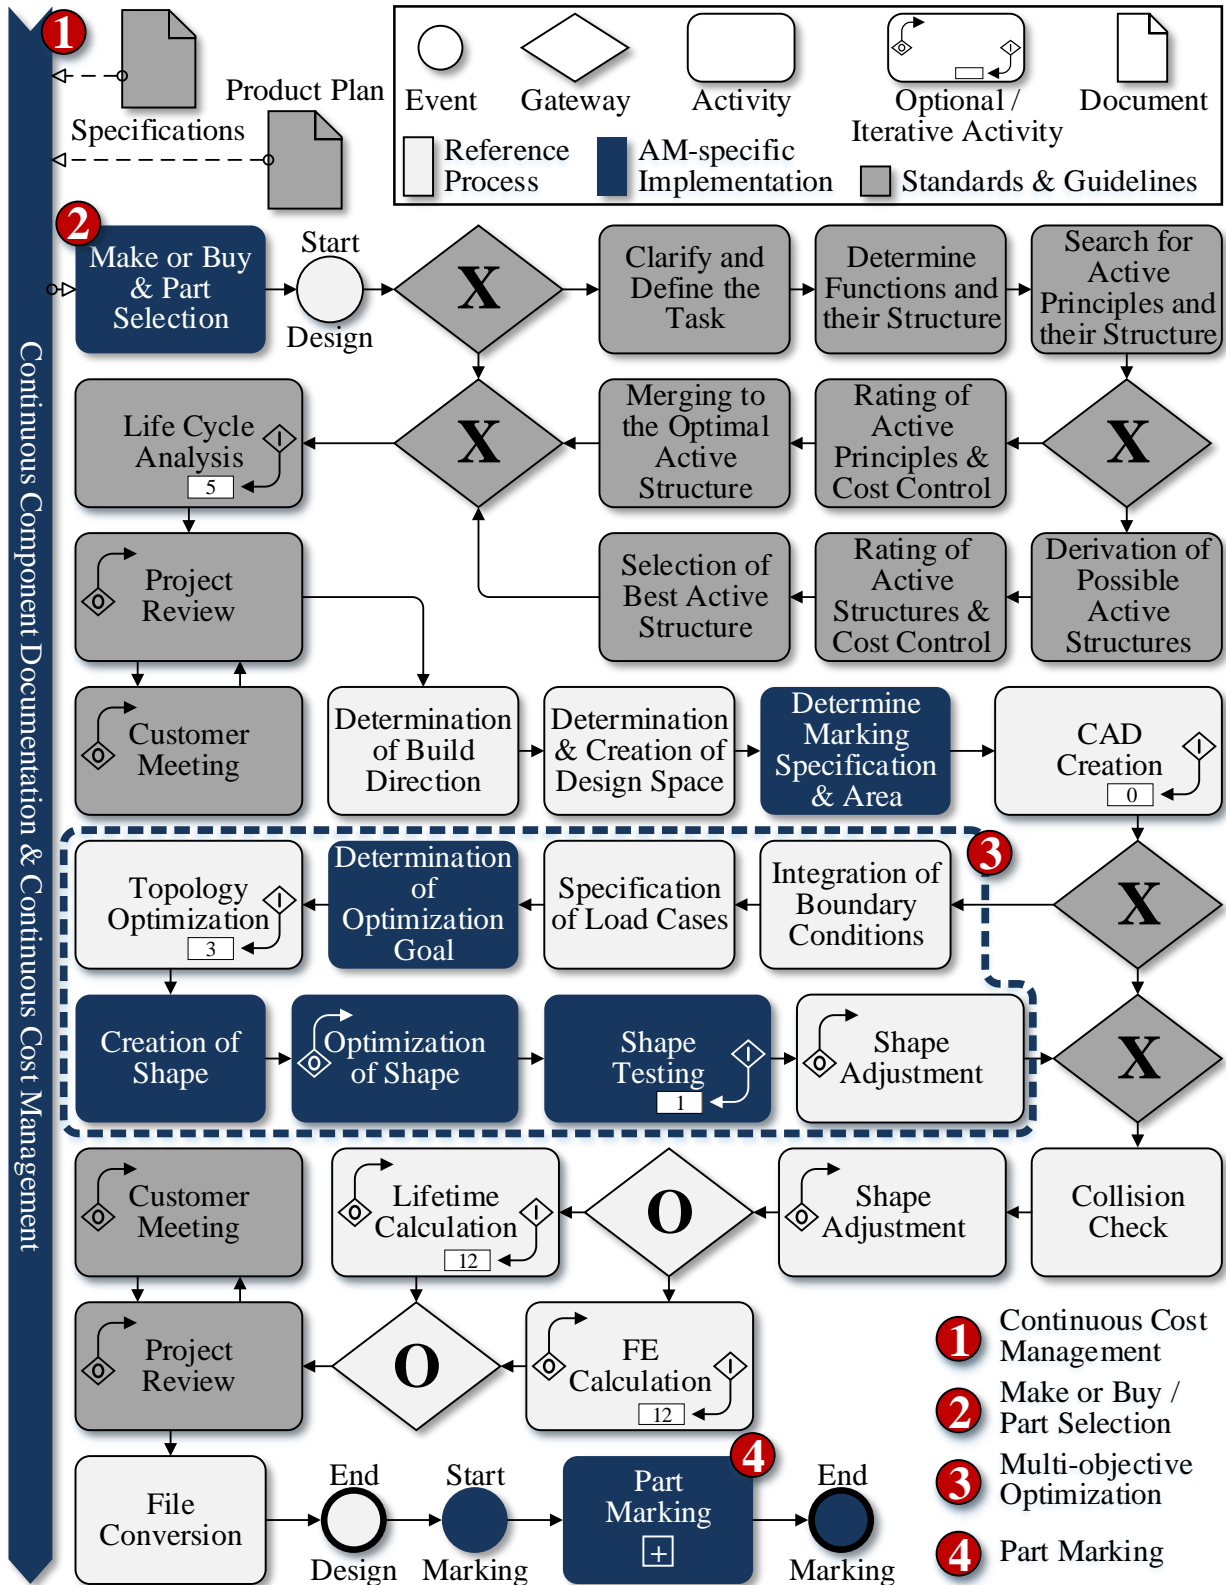 1
Specifications
Product Plan
Event
Gateway
Activity
Optional /
Iterative Activity
Document
Reference
Process
AM-specific
Implementation
Standards & Guidelines
Continuous Component Documentation & Continuous Cost Management
2
Make or Buy
& Part
Selection
Start
Design
X
Clarify and
Define the
Task
Determine
Functions and
their Structure
Search for
Active
Principles and
their Structure
Life Cycle
Analysis
I
5
X
Merging to
the Optimal
Active
Structure
Rating of
Active
Principles &
Cost Control
X
Project
Review
O
Selection of
Best Active
Structure
Rating of
Active
Structures &
Cost Control
Derivation of
Possible
Active
Structures
Customer
Meeting
O
Determination
of Build
Direction
Determination
& Creation of
Design Space
Determine
Marking
Specification
& Area
CAD
Creation
I
0
3
Topology
Optimization
I
3
Determination
of
Optimization
Goal
Specification
of Load Cases
Integration of
Boundary
Conditions
X
Creation of
Shape
Optimization
of Shape
O
Shape
Testing
I
1
Shape
Adjustment
O
X
Customer
Meeting
O
Lifetime
Calculation
O
I
12
O
Shape
Adjustment
O
Collision
Check
Project
Review
O
O
FE
Calculation
O
I
12
1 Continuous Cost
Management
2 Make or Buy /
Part Selection
3 Multi-objective
Optimization
4 Part Marking
File
Conversion
End
Design
Start
Marking
4
Part
Marking
+
End
Marking